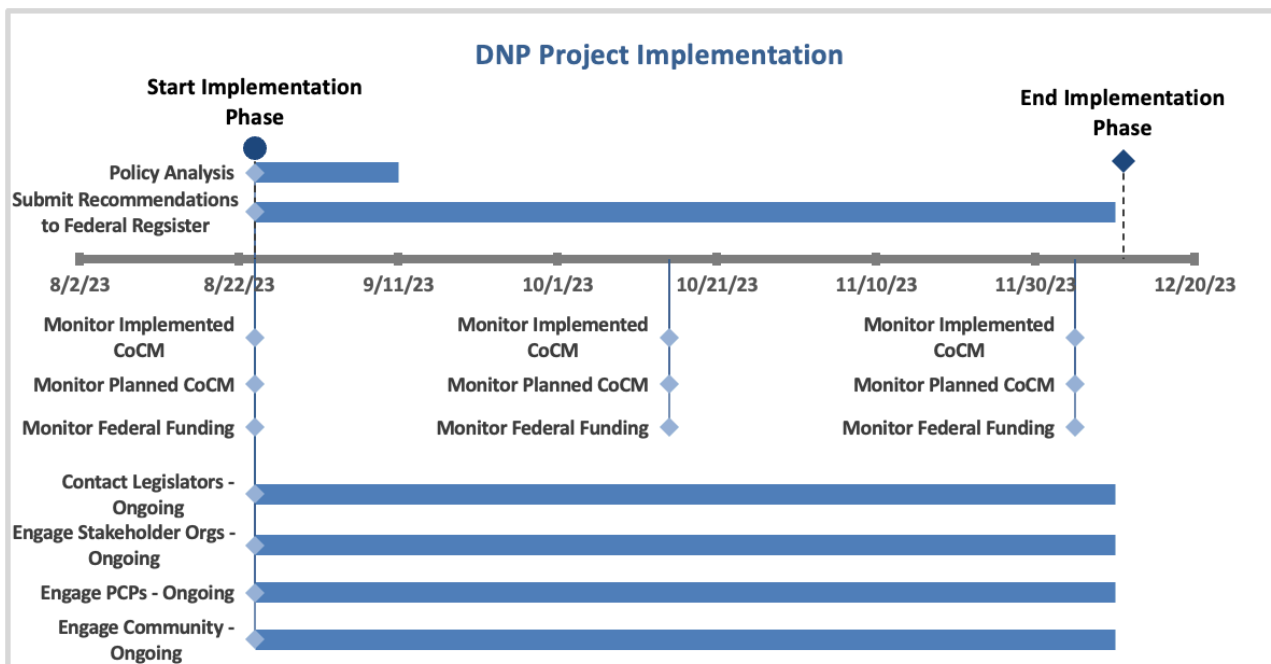 DNP Project Implementation
Start Implementation
Phase
End Implementation
Phase
Policy Analysis
Submit Recommendations
to Federal Regsister
8/2/23
8/22/23
9/11/23
10/1/23
10/21/23
11/10/23
11/30/23
12/20/23
Monitor Implemented
CoCM
Monitor Implemented
CoCM
Monitor Implemented
CoCM
Monitor Planned CoCM
Monitor Planned CoCM
Monitor Planned CoCM
Monitor Federal Funding
Monitor Federal Funding
Monitor Federal Funding
Contact Legislators -
Ongoing
Engage Stakeholder Orgs -
Ongoing
Engage PCPs - Ongoing
Engage Community -
Ongoing